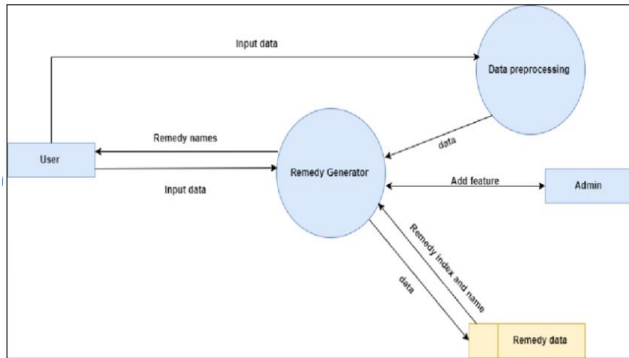 Input data
Data preprocessing
Remedy names
User
data
Remedy Generator
Input data
Add feature
Admin
Remedy index and name
data
Remedy data